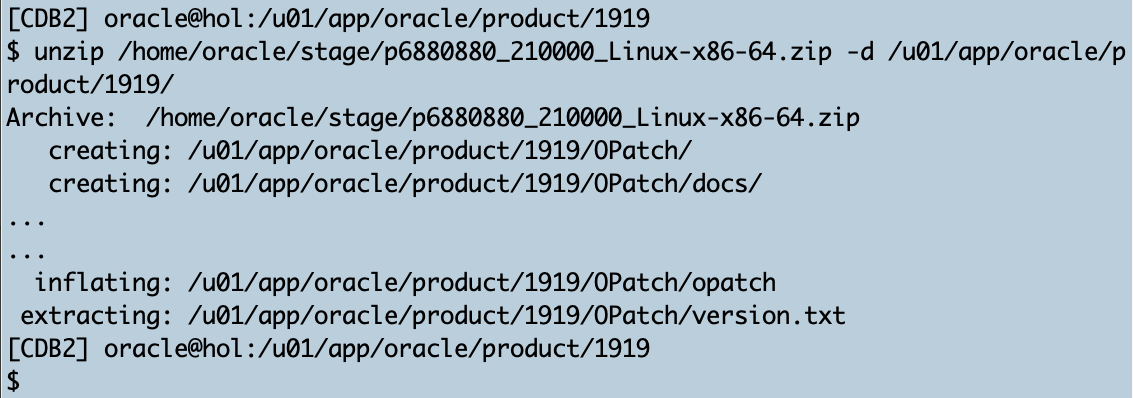 [CDB2] oracle@hol:/u01/app/oracle/product/1919
$ unzip /home/oracle/stage/p6880880_210000_Linux-x86-64.zip -d /u01/app/oracle/p
roduct/1919/
Archive:  /home/oracle/stage/p6880880_210000_Linux-x86-64.zip
   creating: /u01/app/oracle/product/1919/OPatch/
   creating: /u01/app/oracle/product/1919/OPatch/docs/
...
...
  inflating: /u01/app/oracle/product/1919/OPatch/opatch
 extracting: /u01/app/oracle/product/1919/OPatch/version.txt
[CDB2] oracle@hol:/u01/app/oracle/product/1919
$